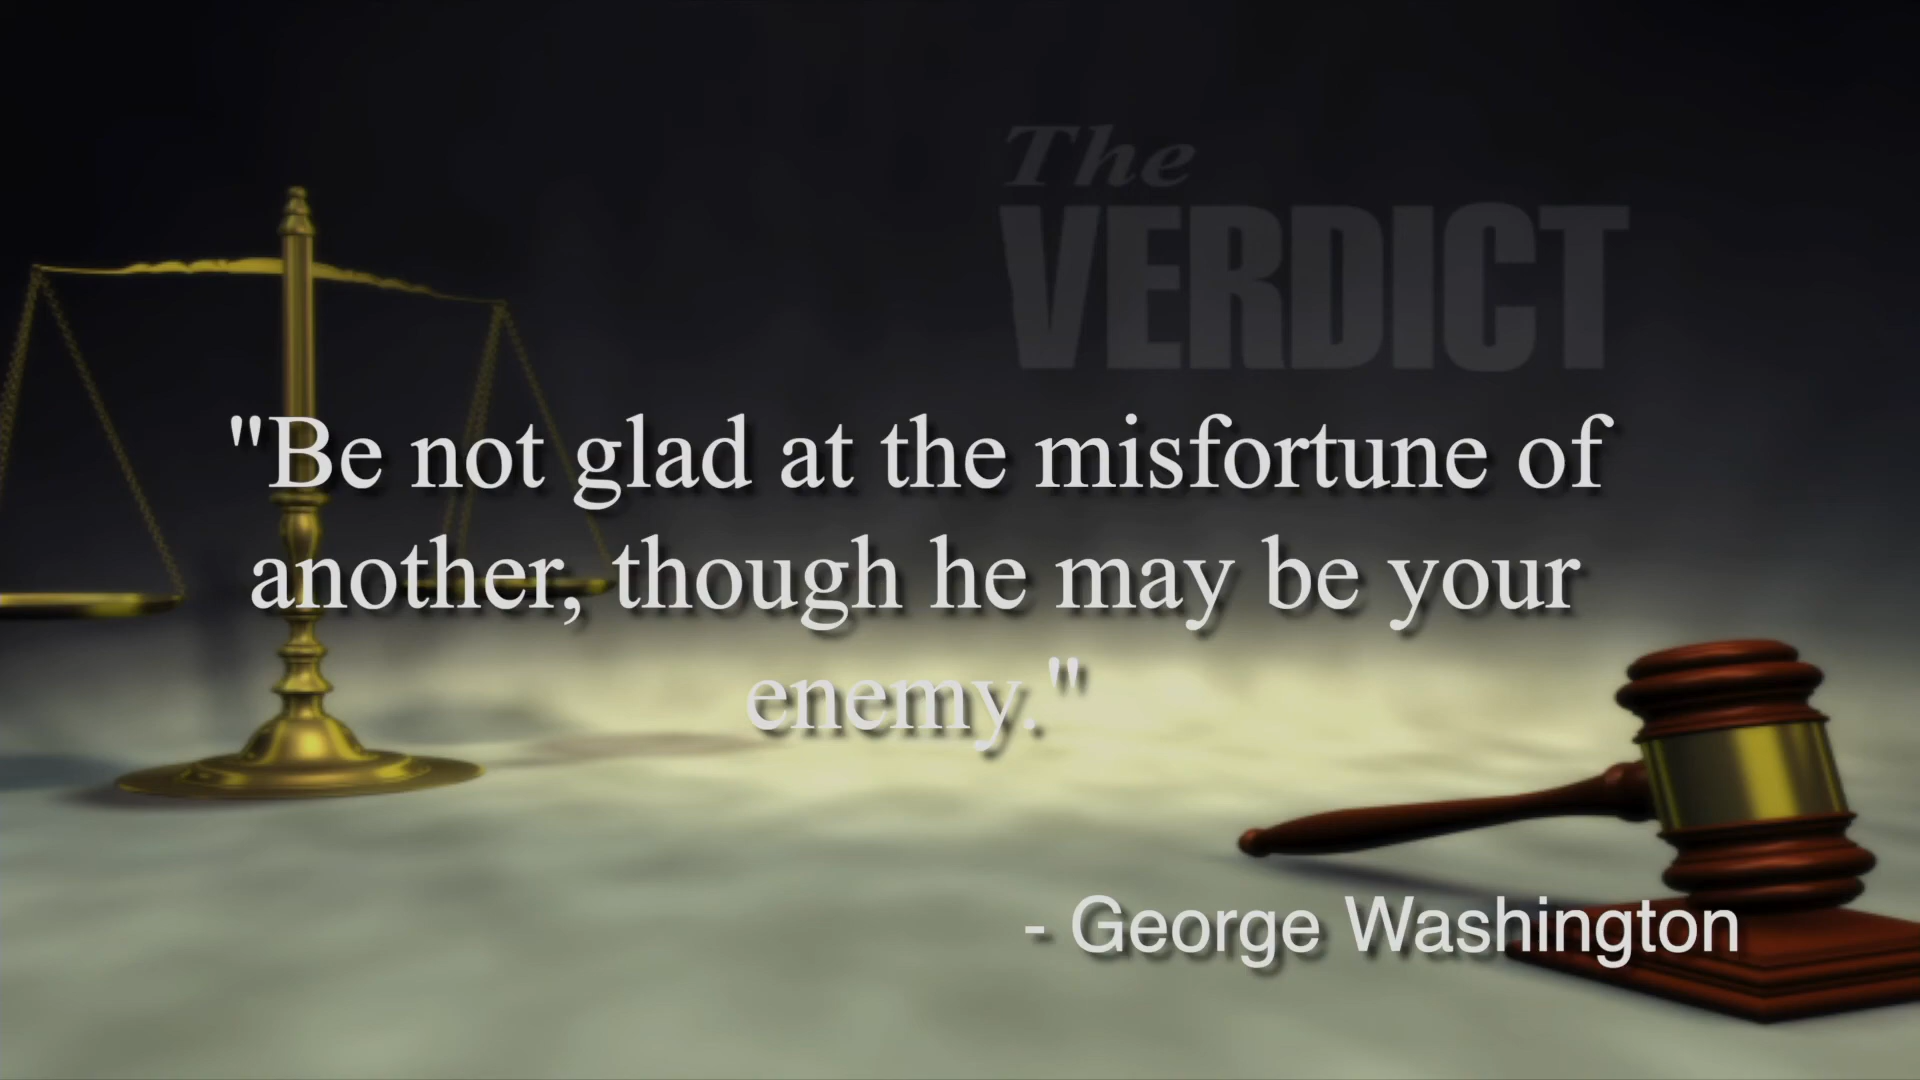 The
VERDICT
"Be not glad at the misfortune of
another, though he may be your
enemy."
- George Washington